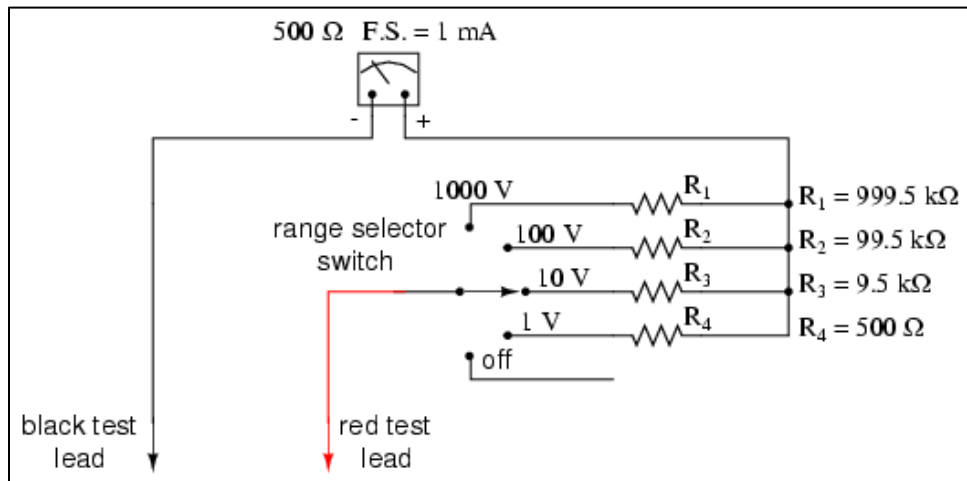 500 Ω F.S. = 1 mA
- +
1000 V R₁ R₁ = 999.5 kΩ
range selector
switch
100 V R₂ R₂ = 99.5 kΩ
10 V R₃ R₃ = 9.5 kΩ
1 V R₄ R₄ = 500 Ω
off
black test
lead
red test
lead